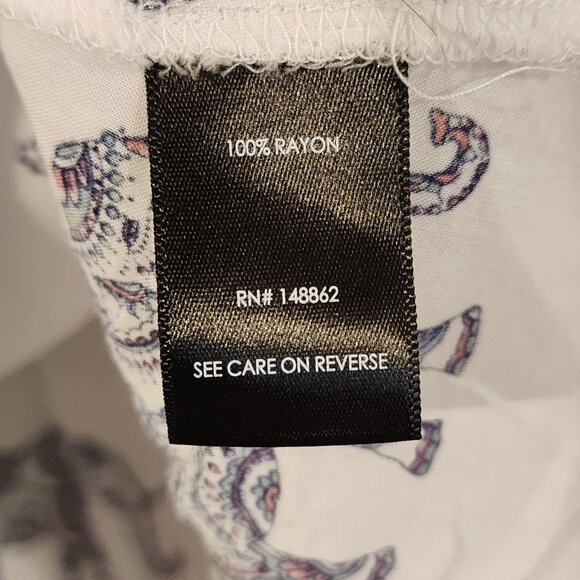 100% RAYON
RN# 148862
SEE CARE ON REVERSE